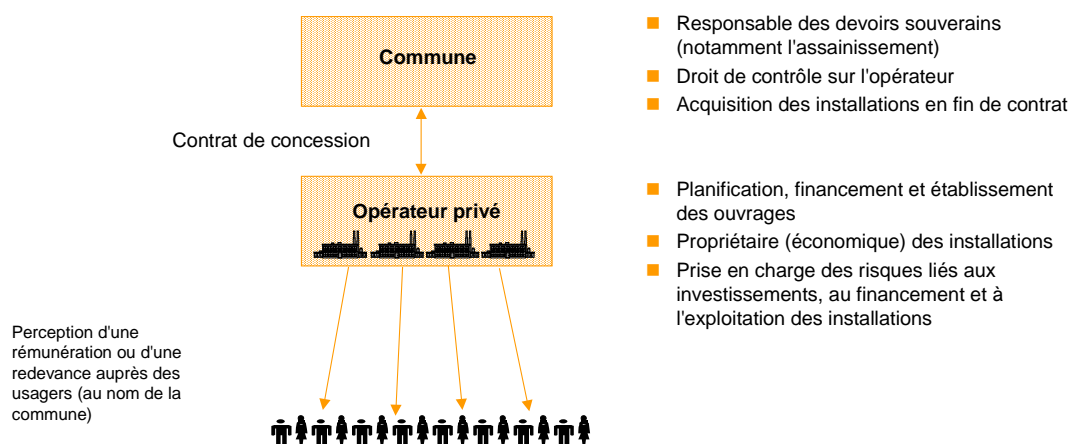 Commune
Responsable des devoirs souverains
(notamment l'assainissement)
Droit de contrôle sur l'opérateur
Acquisition des installations en fin de contrat
Contrat de concession
Opérateur privé
Planification, financement et établissement
des ouvrages
Propriétaire (économique) des installations
Prise en charge des risques liés aux
investissements, au financement et à
l'exploitation des installations
Perception d'une
rémunération ou d'une
redevance auprès des
usagers (au nom de la
commune)